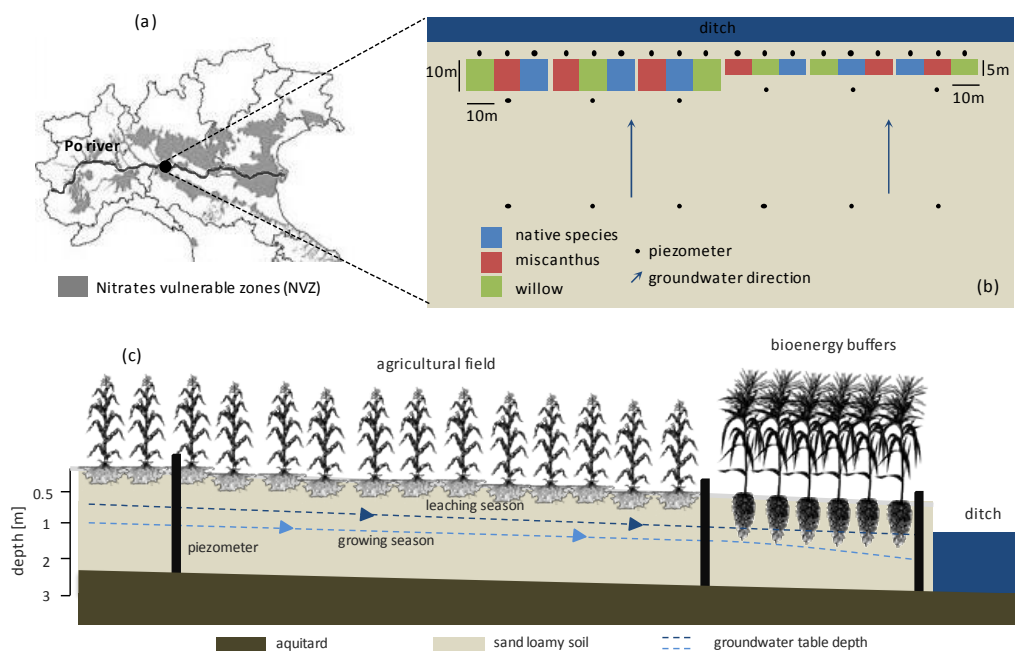 (a)
Po river
Nitrates vulnerable zones (NVZ)
ditch
10m
5m
10m
10m
native species
miscanthus
willow
piezometer
groundwater direction
(b)
(c)
agricultural field
bioenergy buffers
depth [m]
0.5
1
2
3
leaching season
growing season
piezometer
ditch
aquitard
sand loamy soil
groundwater table depth